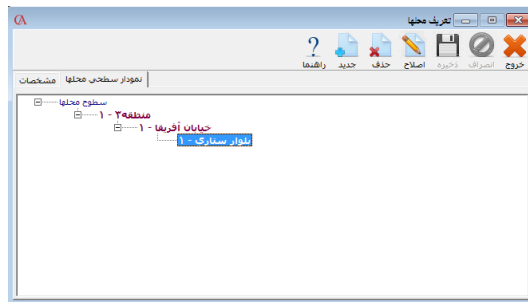 تعریف محلها
خروج انصراف ذخیره اصلاح حذف جدید راهنما
مشخصات نمودار سطحی محلها
سطوح محلها
منطقه۳ - ۱
خیابان آفریقا - ۱
بلوار ستاری - ۱